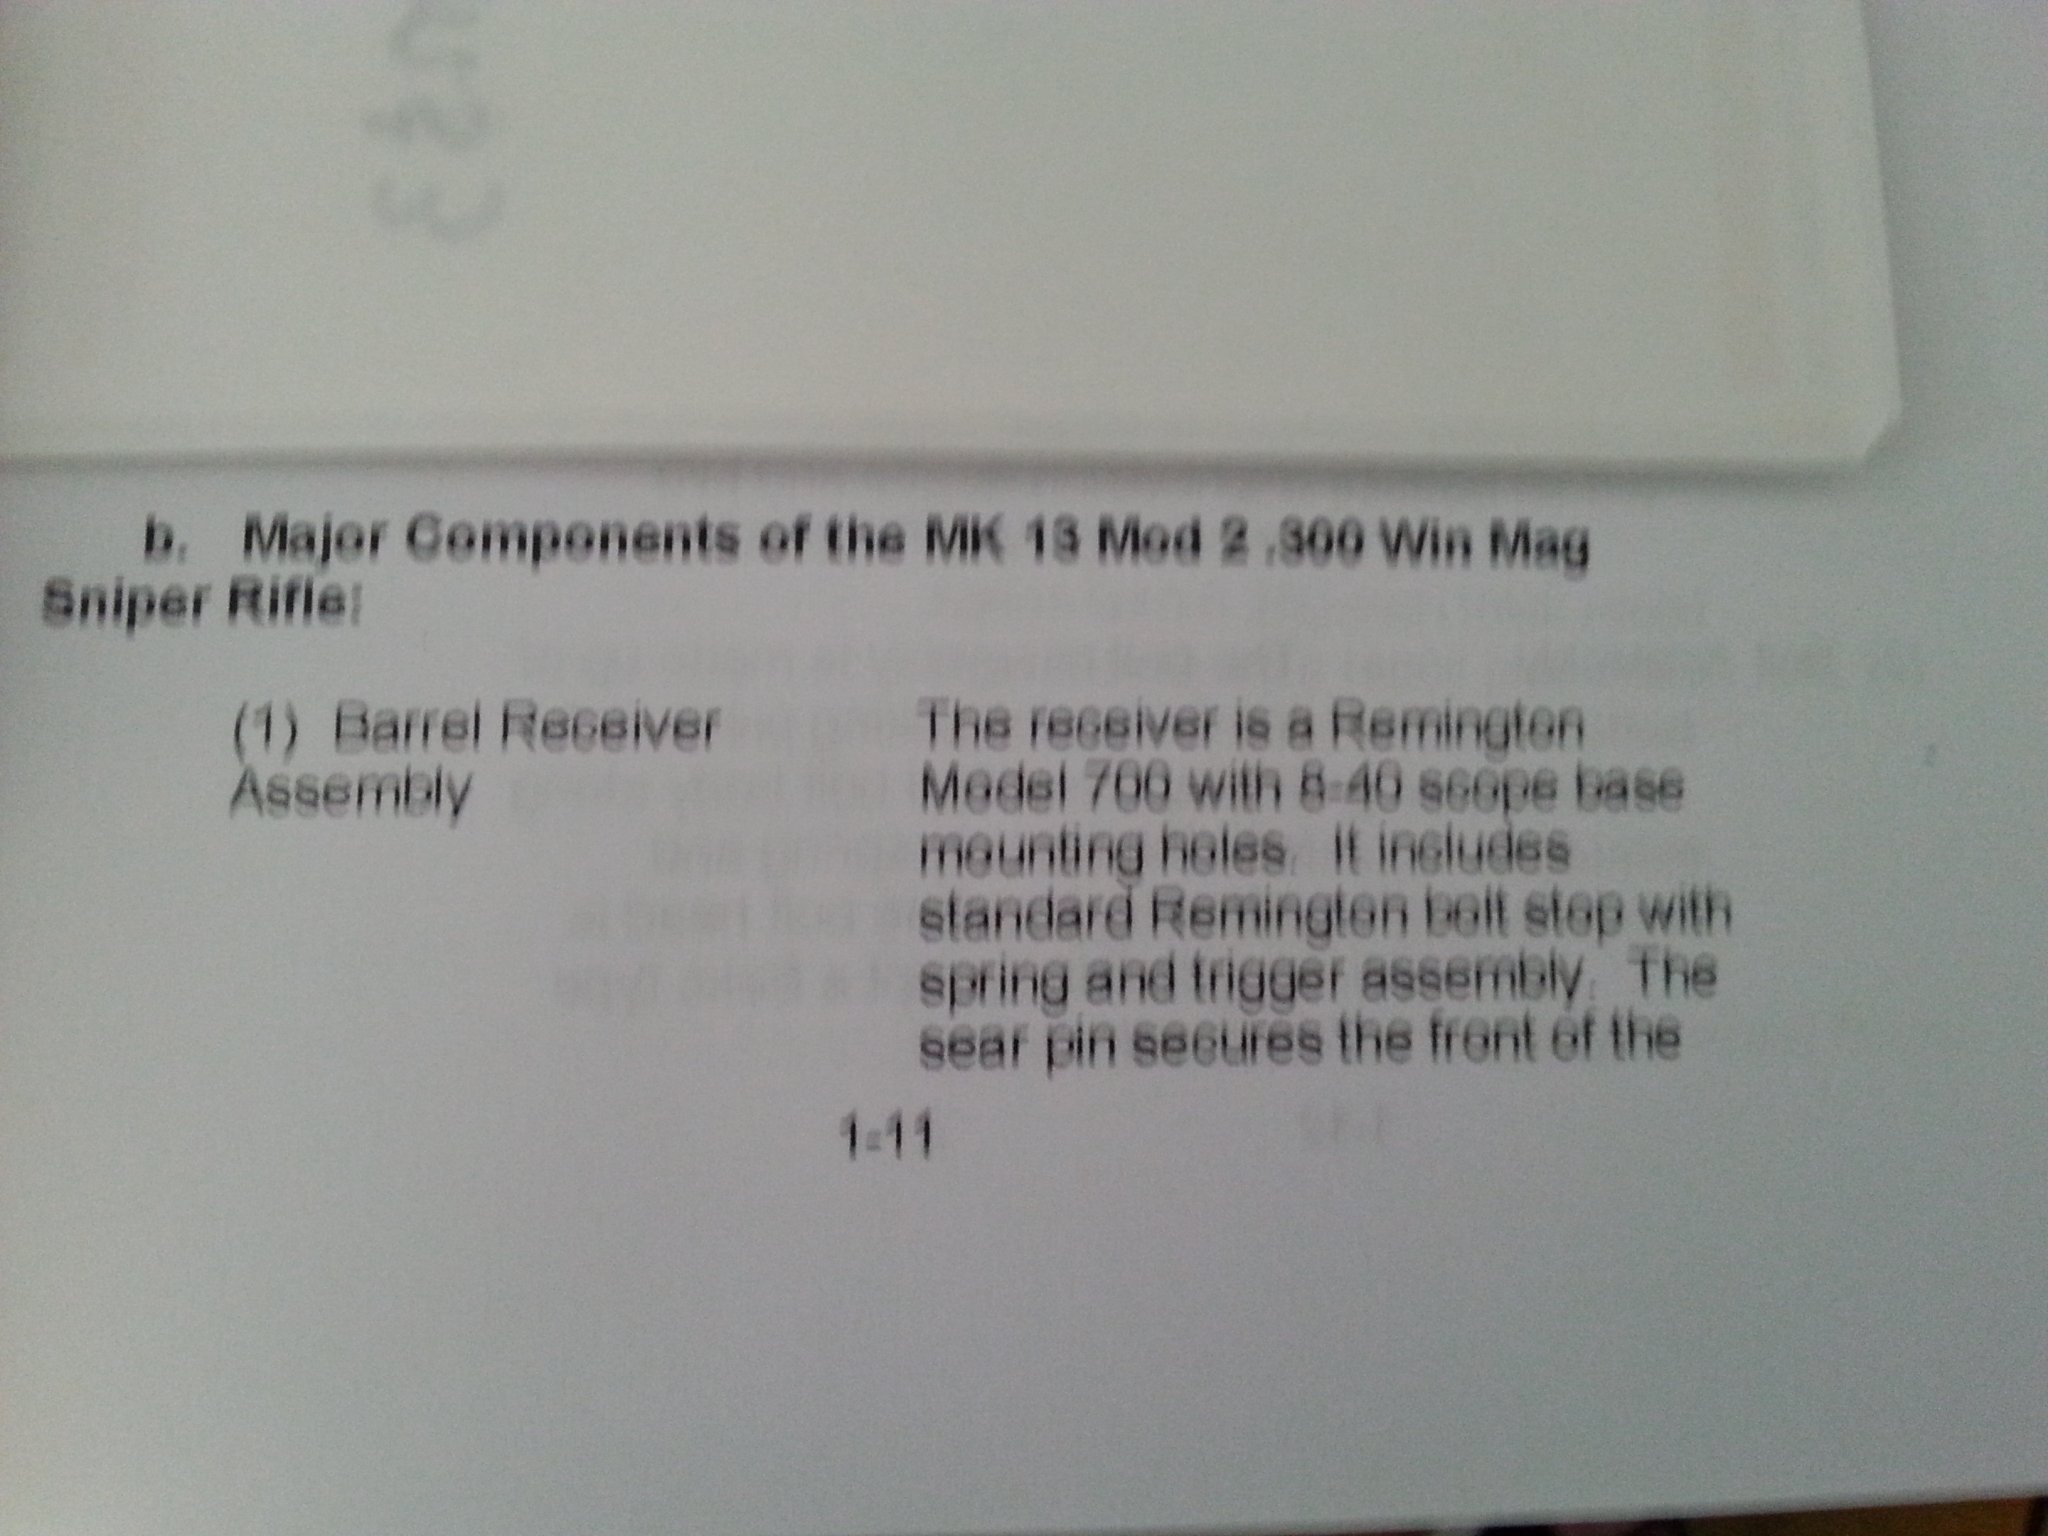 b. Major Components of the MK 13 Mod 2 .300 Win Mag
Sniper Rifle:
(1) Barrel Receiver
Assembly
The receiver is a Remington
Model 700 with 8-40 scope base
mounting holes. It includes
standard Remington bolt stop with
spring and trigger assembly. The
sear pin secures the front of the
1-11